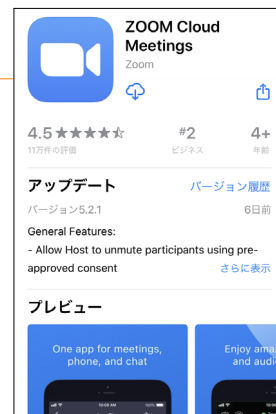 ZOOM Cloud
Meetings
Zoom
4.5★★★★☆ #2 4+
11万件の評価 ビジネス 年齢
アップデート バージョン履歴
バージョン5.2.1 6日前
General Features:
- Allow Host to unmute participants using pre-
approved consent さらに表示
プレビュー
One app for meetings,
phone, and chat
Enjoy ama
and audi
10:00 AM 100%